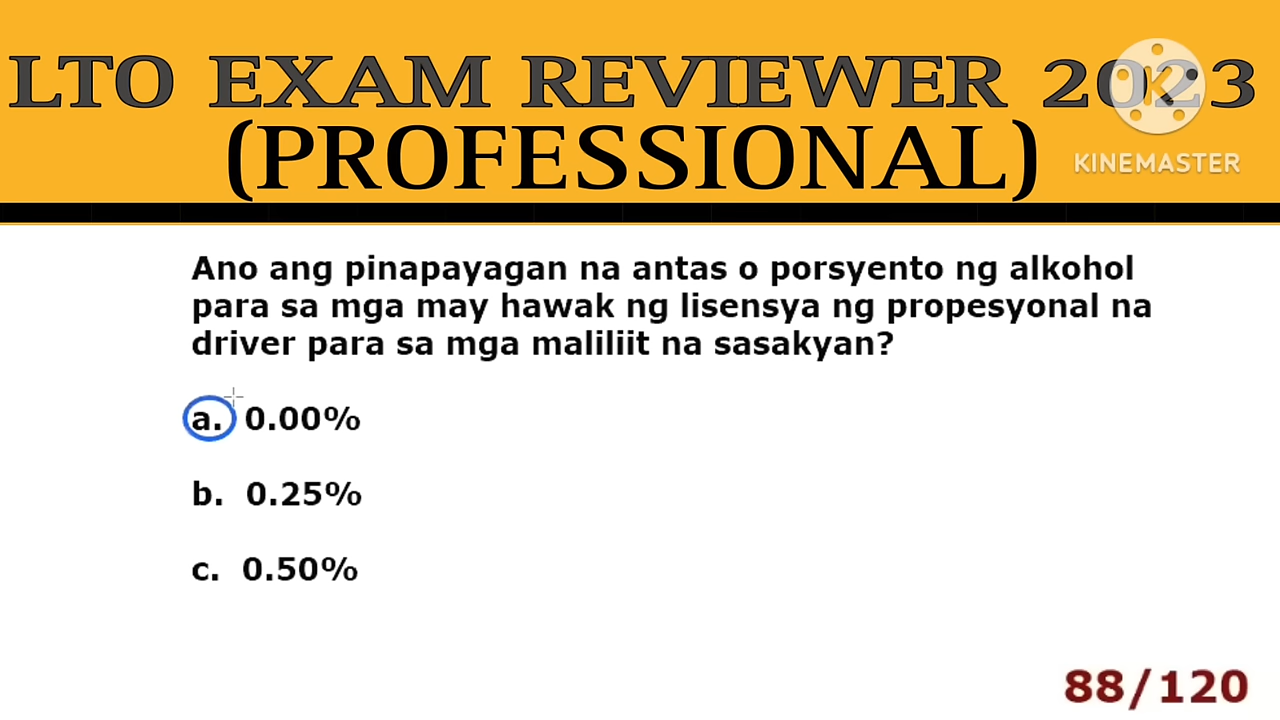 LTO EXAM REVIEWER 2023
(PROFESSIONAL)
KINEMASTER
Ano ang pinapayagan na antas o porsyento ng alkohol
para sa mga may hawak ng lisensya ng propesyonal na
driver para sa mga maliliit na sasakyan?
a. 0.00%
b. 0.25%
c. 0.50%
88/120